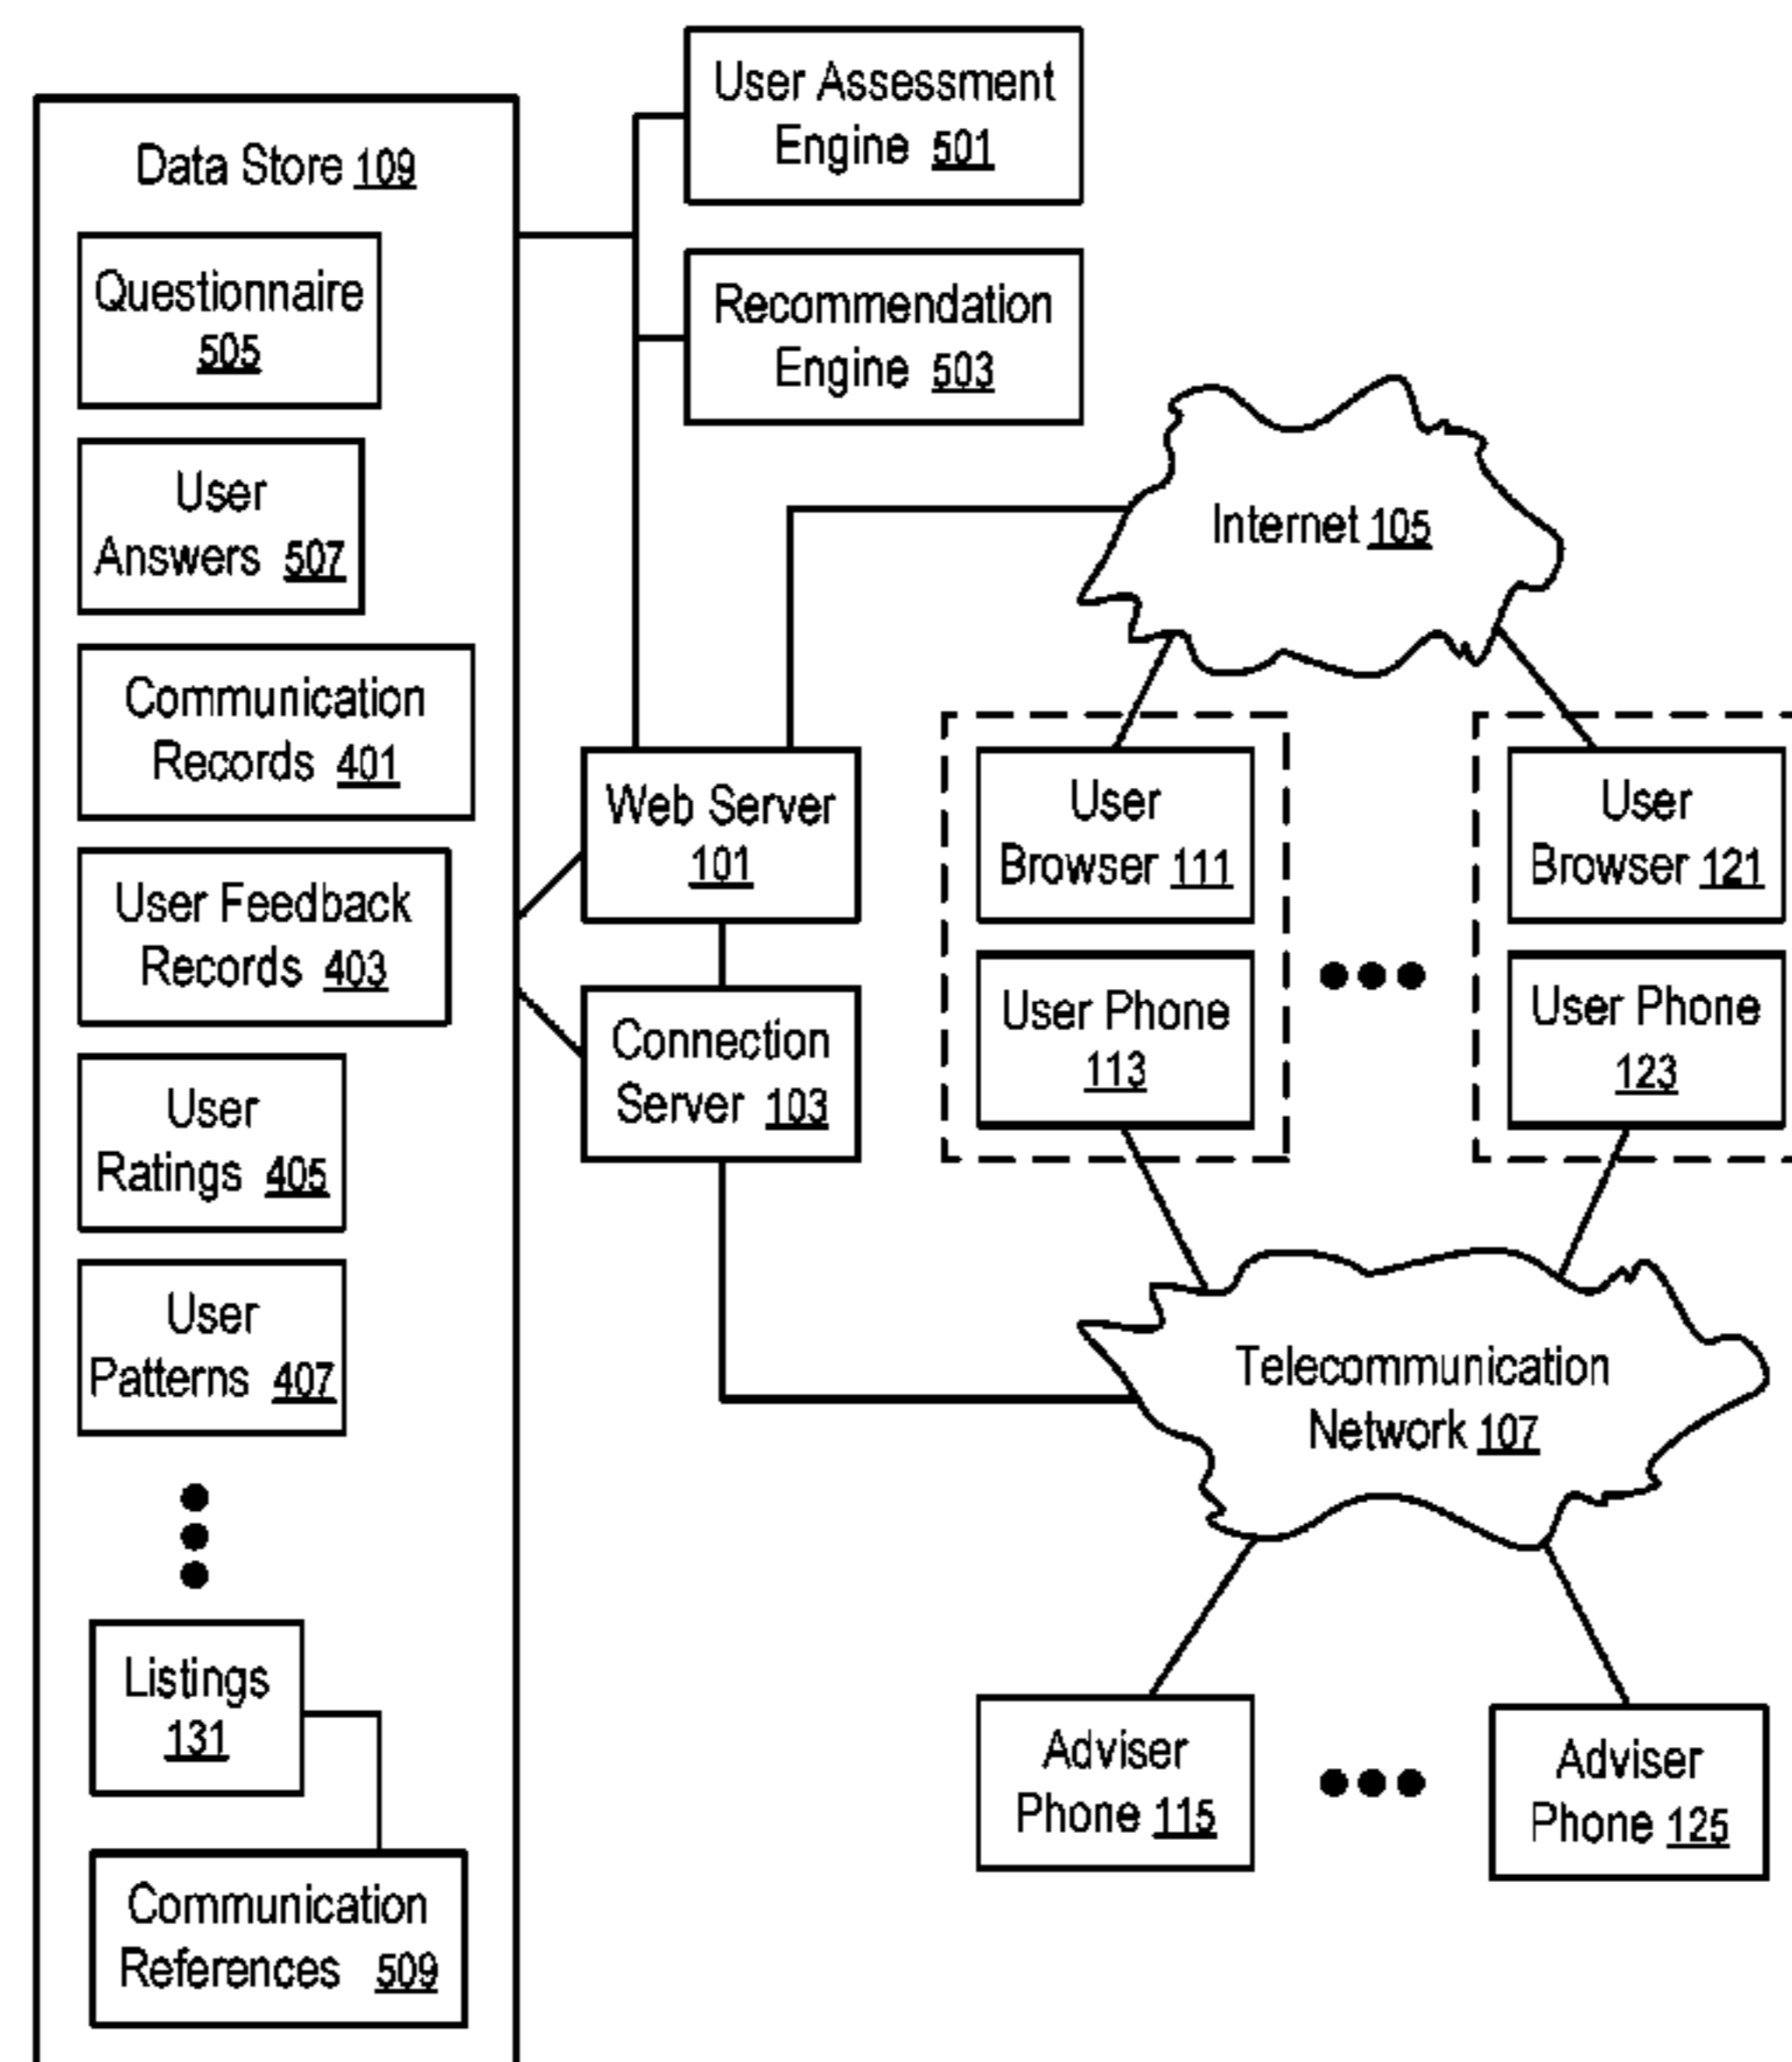 Data Store 109
Questionnaire
505
User
Answers 507
Communication
Records 401
User Feedback
Records 403
User
Ratings 405
User
Patterns 407
Listings
131
Communication
References 509
User Assessment
Engine 501
Recommendation
Engine 503
Internet 105
Web Server
101
Connection
Server 103
User
Browser 111
User Phone
113
User
Browser 121
User Phone
123
Telecommunication
Network 107
Adviser
Phone 115
Adviser
Phone 125